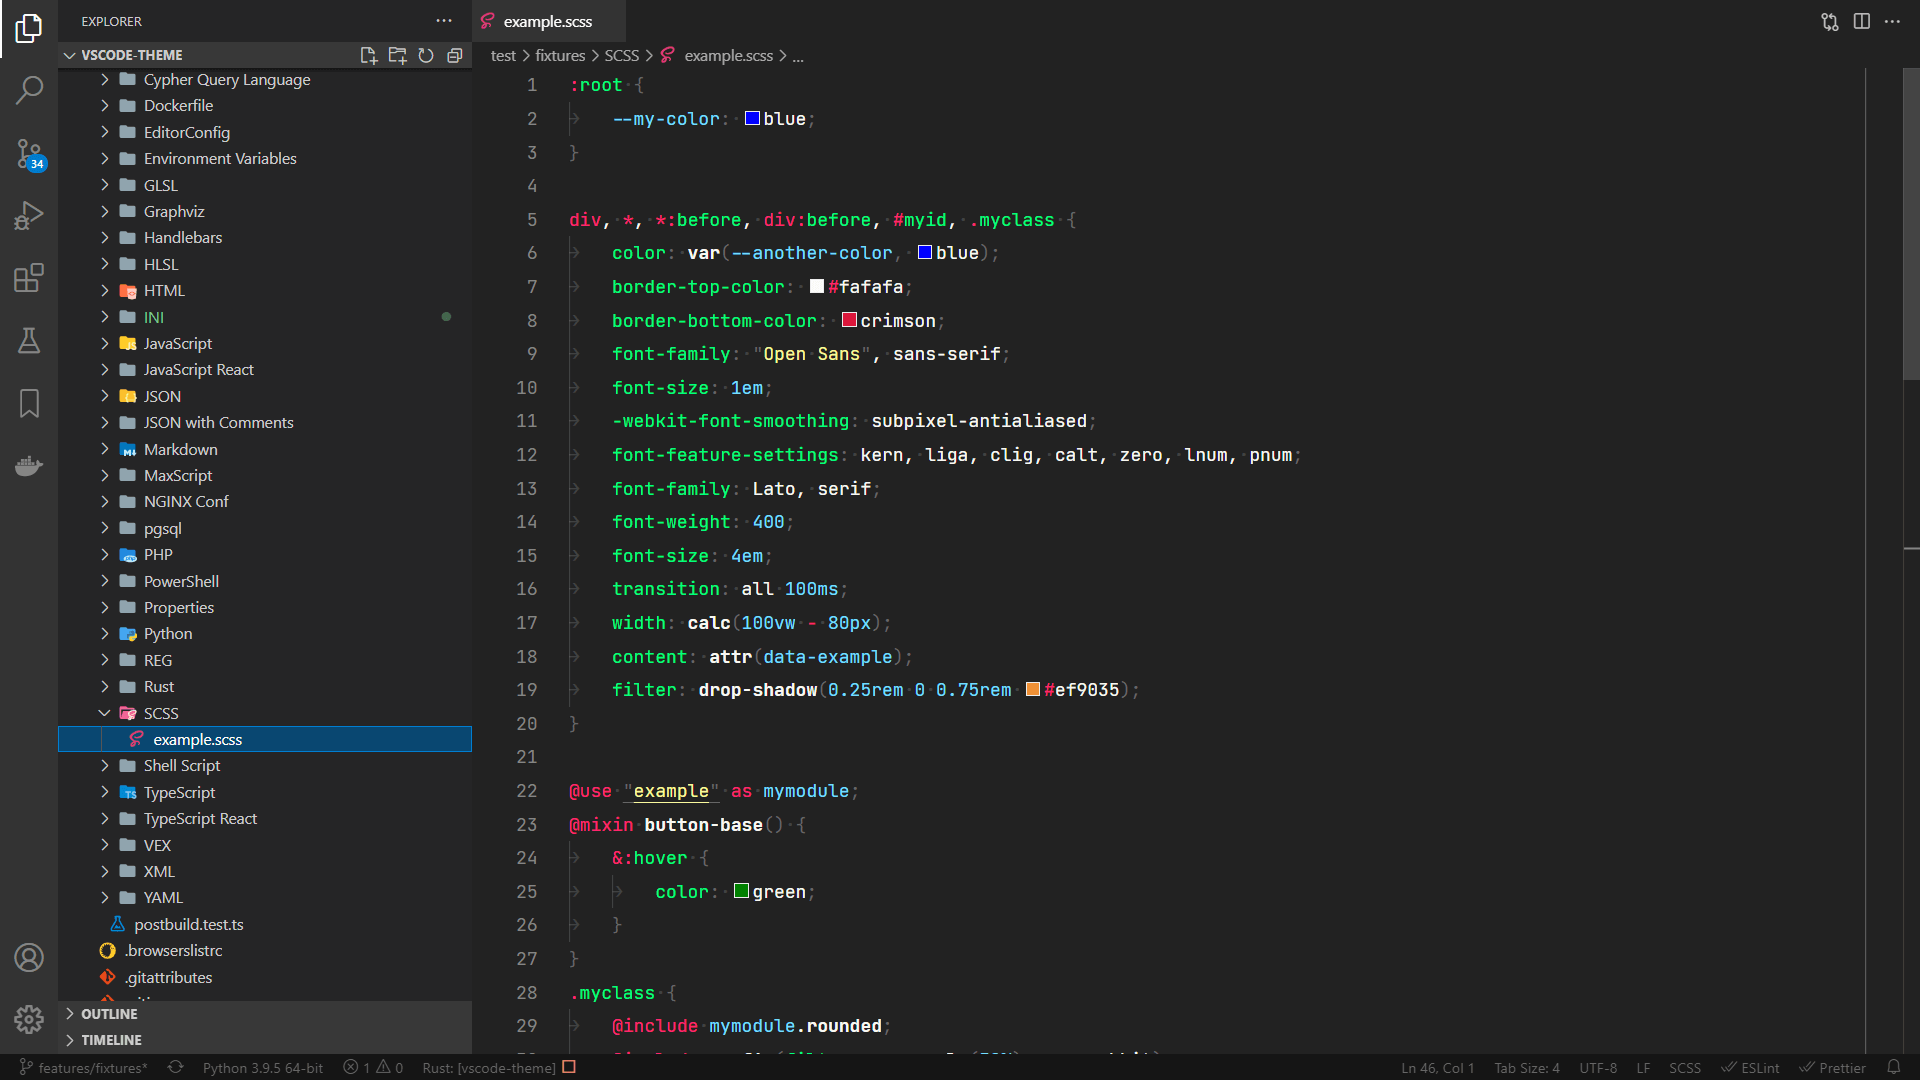 EXPLORER
VSCODE-THEME
Cypher Query Language
Dockerfile
EditorConfig
Environment Variables
GLSL
Graphviz
Handlebars
HLSL
HTML
INI
JavaScript
JavaScript React
JSON
JSON with Comments
Markdown
MaxScript
NGINX Conf
pgsql
PHP
PowerShell
Properties
Python
REG
Rust
SCSS
example.scss
Shell Script
TypeScript
TypeScript React
VEX
XML
YAML
postbuild.test.ts
.browserslistrc
.gitattributes
OUTLINE
TIMELINE
34
example.scss
test > fixtures > SCSS > example.scss > ...
1 :root {
2 --my-color: blue;
3 }
4
5 div, *, *:before, div:before, #myid, .myclass {
6 color: var(--another-color, blue);
7 border-top-color: #fafafa;
8 border-bottom-color: crimson;
9 font-family: "Open Sans", sans-serif;
10 font-size: 1em;
11 -webkit-font-smoothing: subpixel-antialiased;
12 font-feature-settings: kern, liga, clig, calt, zero, lnum, pnum;
13 font-family: Lato, serif;
14 font-weight: 400;
15 font-size: 4em;
16 transition: all 100ms;
17 width: calc(100vw - 80px);
18 content: attr(data-example);
19 filter: drop-shadow(0.25rem 0 0.75rem #ef9035);
20 }
21
22 @use "example" as mymodule;
23 @mixin button-base() {
24 &:hover {
25 color: green;
26 }
27 }
28 .myclass {
29 @include mymodule.rounded;
features/fixtures* Python 3.9.5 64-bit 1 0 Rust: [vscode-theme] Ln 46, Col 1 Tab Size: 4 UTF-8 LF SCSS ESLint Prettier